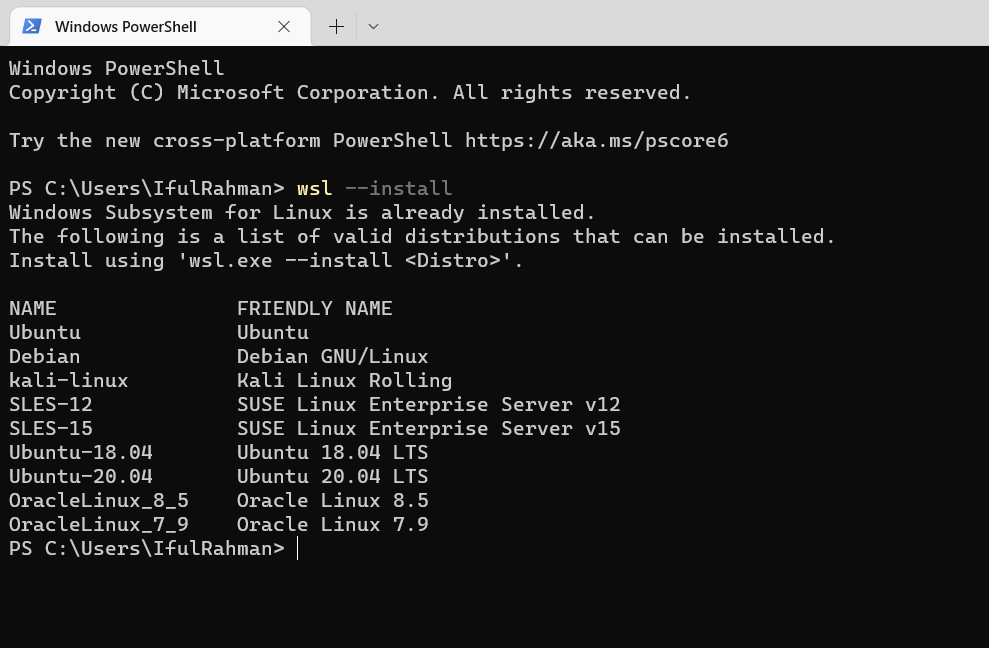 Windows PowerShell
Windows PowerShell
Copyright (C) Microsoft Corporation. All rights reserved.
Try the new cross-platform PowerShell https://aka.ms/pscore6
PS C:\Users\IfulRahman> wsl --install
Windows Subsystem for Linux is already installed.
The following is a list of valid distributions that can be installed.
Install using 'wsl.exe --install <Distro>'.
NAME FRIENDLY NAME
Ubuntu Ubuntu
Debian Debian GNU/Linux
kali-linux Kali Linux Rolling
SLES-12 SUSE Linux Enterprise Server v12
SLES-15 SUSE Linux Enterprise Server v15
Ubuntu-18.04 Ubuntu 18.04 LTS
Ubuntu-20.04 Ubuntu 20.04 LTS
OracleLinux_8_5 Oracle Linux 8.5
OracleLinux_7_9 Oracle Linux 7.9
PS C:\Users\IfulRahman>